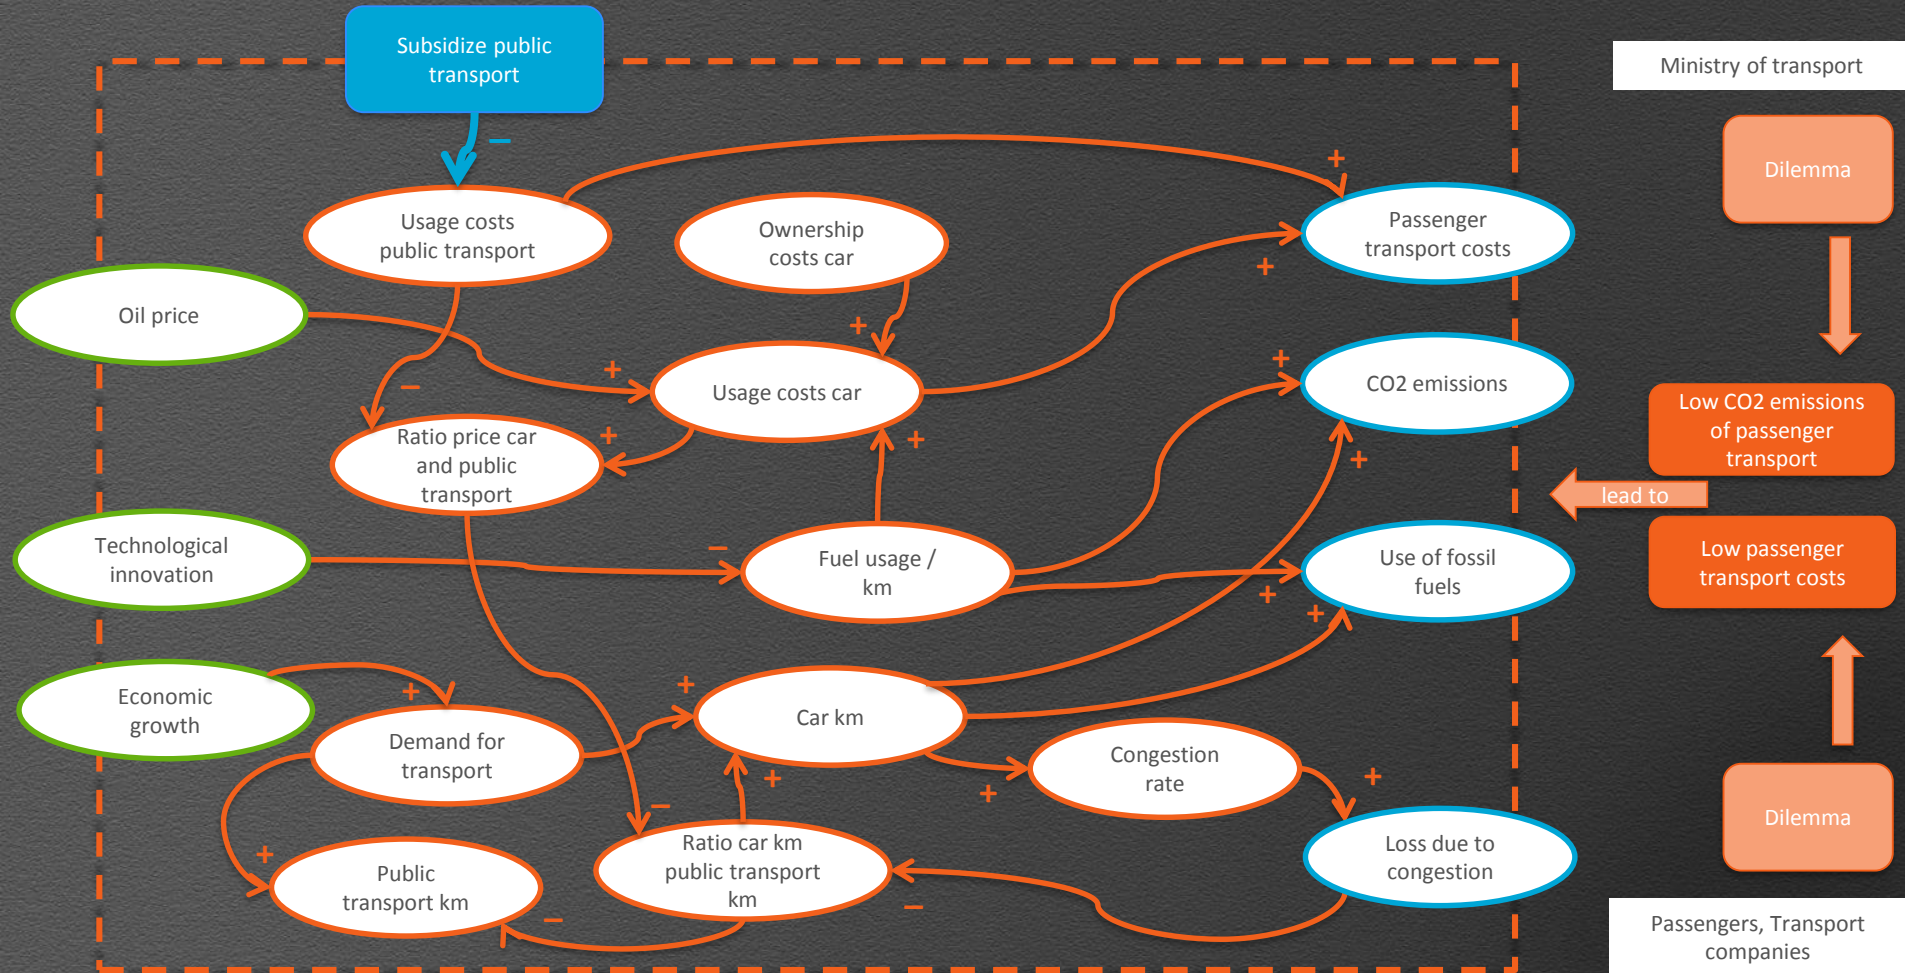 Subsidize public
transport
Ministry of transport
Dilemma
–
+
Usage costs
public transport
Ownership
costs car
Passenger
transport costs
+
Oil price
+
+
–
Usage costs car
+
CO2 emissions
Low CO2 emissions
of passenger
transport
Ratio price car
and public
transport
+
+
+
lead to
Technological
innovation
–
Fuel usage /
km
Use of fossil
fuels
Low passenger
transport costs
+
+
Economic
growth
+
+
Car km
Demand for
transport
Congestion
rate
+
+
+
–
Dilemma
+
Public
transport km
Ratio car km
public transport
km
Loss due to
congestion
–
–
Passengers, Transport
companies